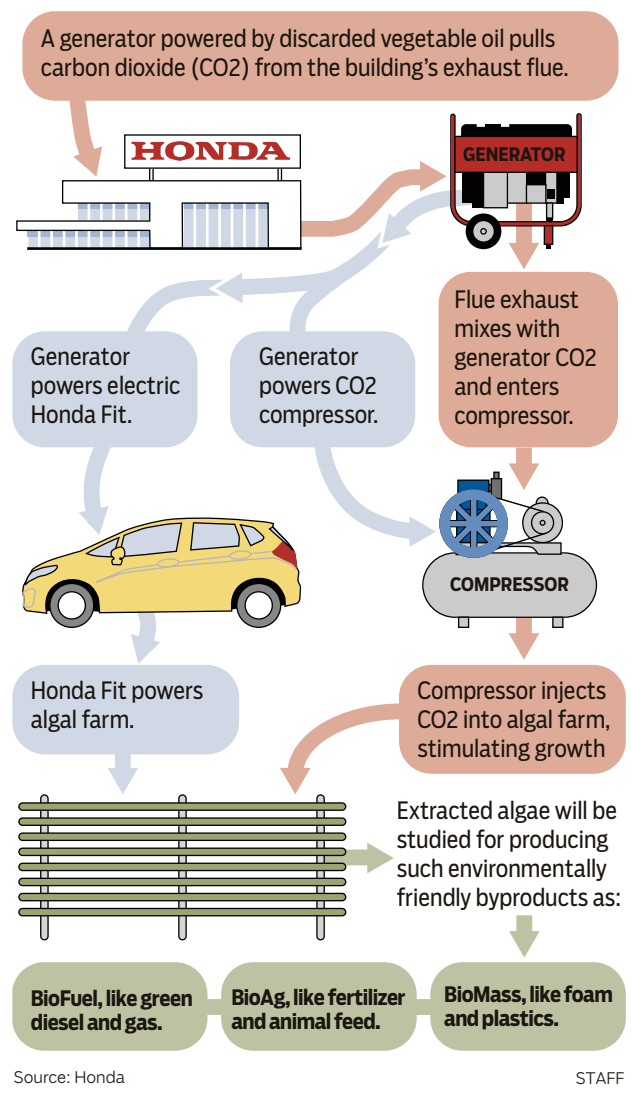 A generator powered by discarded vegetable oil pulls
carbon dioxide (CO2) from the building’s exhaust flue.
HONDA
GENERATOR
Flue exhaust
mixes with
generator CO2
and enters
compressor.
Generator
powers electric
Honda Fit.
Generator
powers CO2
compressor.
COMPRESSOR
Honda Fit powers
algal farm.
Compressor injects
CO2 into algal farm,
stimulating growth
Extracted algae will be
studied for producing
such environmentally
friendly byproducts as:
BioFuel, like green
diesel and gas.
BioAg, like fertilizer
and animal feed.
BioMass, like foam
and plastics.
Source: Honda
STAFF